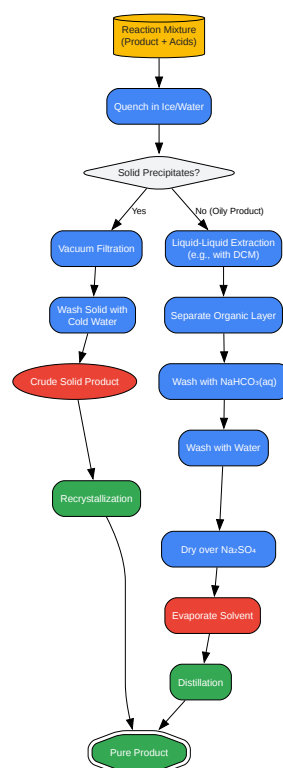 Reaction Mixture
(Product + Acids)
Quench in Ice/Water
Solid Precipitates?
Yes
No (Oily Product)
Vacuum Filtration
Liquid-Liquid Extraction
(e.g., with DCM)
Wash Solid with
Cold Water
Separate Organic Layer
Crude Solid Product
Wash with NaHCO₃(aq)
Wash with Water
Recrystallization
Dry over Na₂SO₄
Evaporate Solvent
Distillation
Pure Product